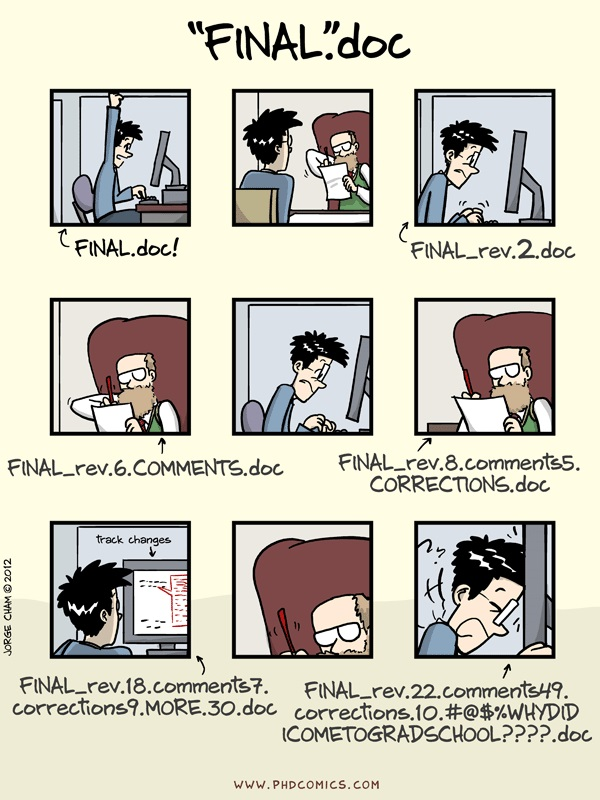 "FINAL".doc
FINAL.doc!
FINAL_rev.2.doc
FINAL_rev.6.COMMENTS.doc
FINAL_rev.8.comments5.
CORRECTIONS.doc
track changes
FINAL_rev.18.comments7.
corrections9.MORE.30.doc
FINAL_rev.22.comments49.
corrections.10.#@$%WHYDID
ICOMETOGRADSCHOOL????.doc
JORGE CHAM © 2012
WWW.PHDCOMICS.COM